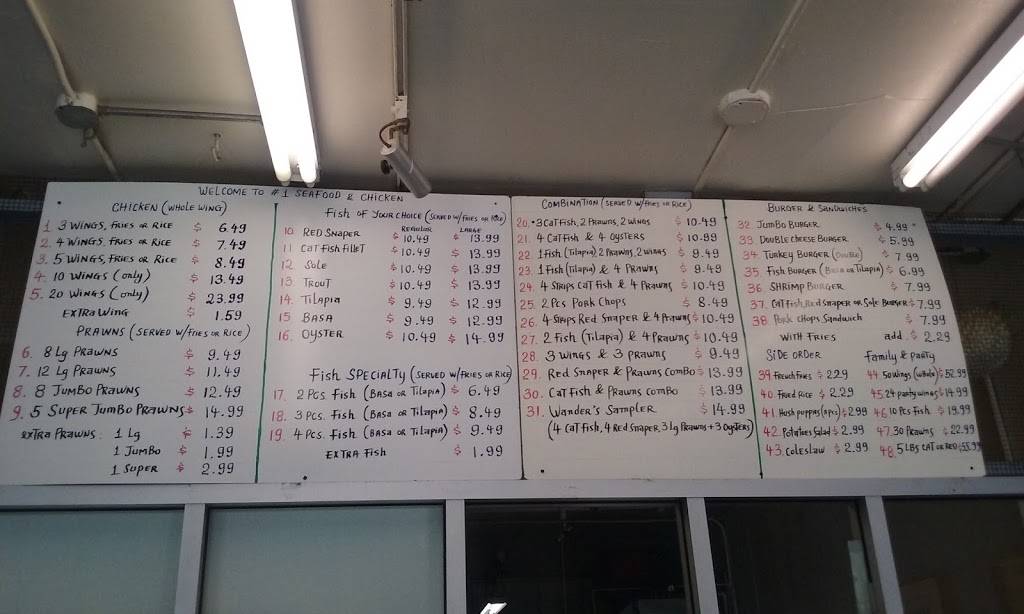 WELCOME TO #1 SEAFOOD & CHICKEN
CHICKEN (WHOLE WING)
1. 3 WINGS, FRIES OR RICE $ 6.49
2. 4 WINGS, FRIES OR RICE $ 7.49
3. 5 WINGS, FRIES OR RICE $ 8.49
4. 10 WINGS (only) $ 13.49
5. 20 WINGS (only) $ 23.99
EXTRA WING $ 1.59
PRAWNS (SERVED W/FRIES OR RICE)
6. 8 Lg PRAWNS $ 9.49
7. 12 Lg PRAWNS $ 11.49
8. 8 JUMBO PRAWNS $ 12.49
9. 5 SUPER JUMBO PRAWNS $ 14.99
EXTRA PRAWNS: 1 Lg $ 1.39
1 JUMBO $ 1.99
1 SUPER $ 2.99
FISH OF YOUR CHOICE (SERVED W/FRIES OR RICE)
REGULAR LARGE
10. RED SNAPER $ 10.49 $ 13.99
11 CATFISH FILLET $ 10.49 $ 13.99
12. Sole $ 10.49 $ 13.99
13. TROUT $ 10.49 $ 13.99
14. TILAPIA $ 9.49 $ 12.99
15. BASA $ 9.49 $ 12.99
16. OYSTER $ 10.49 $ 14.99
FISH SPECIALTY (SERVED W/FRIES OR RICE)
17. 2 PCS. FISH (BASA OR TILAPIA) $ 6.49
18. 3 PCS. FISH (BASA OR TILAPIA) $ 8.49
19. 4 PCS. FISH (BASA OR TILAPIA) $ 9.49
EXTRA FISH $ 1.99
COMBINATION (SERVED W/FRIES OR RICE)
20. 3 CATFISH, 2 PRAWNS, 2 WINGS $ 10.49
21. 4 CATFISH & 4 OYSTERS $ 10.99
22. 1 FISH (TILAPIA) 2 PRAWNS, 2 WINGS $ 9.49
23. 1 FISH (TILAPIA) & 4 PRAWNS $ 9.49
24. 4 STRIPS CATFISH & 4 PRAWNS $ 10.49
25. 2 PCS PORK CHOPS $ 8.49
26. 4 STRIPS RED SNAPER & 4 PRAWNS $ 10.49
27. 2 FISH (TILAPIA) & 4 PRAWNS $ 10.49
28. 3 WINGS & 3 PRAWNS $ 9.49
29. RED SNAPER & PRAWNS COMBO $ 13.99
30. CATFISH & PRAWNS COMBO $ 13.99
31. WANDER'S SAMPLER $ 14.99
(4 CATFISH, 4 RED SNAPER, 3 Lg PRAWNS + 3 OYSTERS)
BURGER & SANDWICHES
32. JUMBO BURGER $ 4.99
33. DOUBLE CHEESE BURGER $ 5.99
34. TURKEY BURGER (DOUBLE) $ 7.99
35. FISH BURGER (BASA OR TILAPIA) $ 6.99
36. SHRIMP BURGER $ 7.99
37. CATFISH, RED SNAPER OR SOLE BURGER $ 7.99
38. PORK CHOPS SANDWICH $ 7.99
WITH FRIES add. $ 2.29
SIDE ORDER
39. FRENCH FRIES $ 2.29
40. FRIED RICE $ 2.29
41. HUSH PUPPIES (6 PCS) $ 2.99
42. POTATOES SALAD $ 2.99
43. COLESLAW $ 2.99
FAMILY & PARTY
44. 50 WINGS (WHOLE) $ 52.99
45 24 PARTY WINGS $ 14.99
46 10 PCS FISH $ 19.99
47. 30 PRAWNS $ 22.99
48 5 LBS CAT OR RED $ 55.99